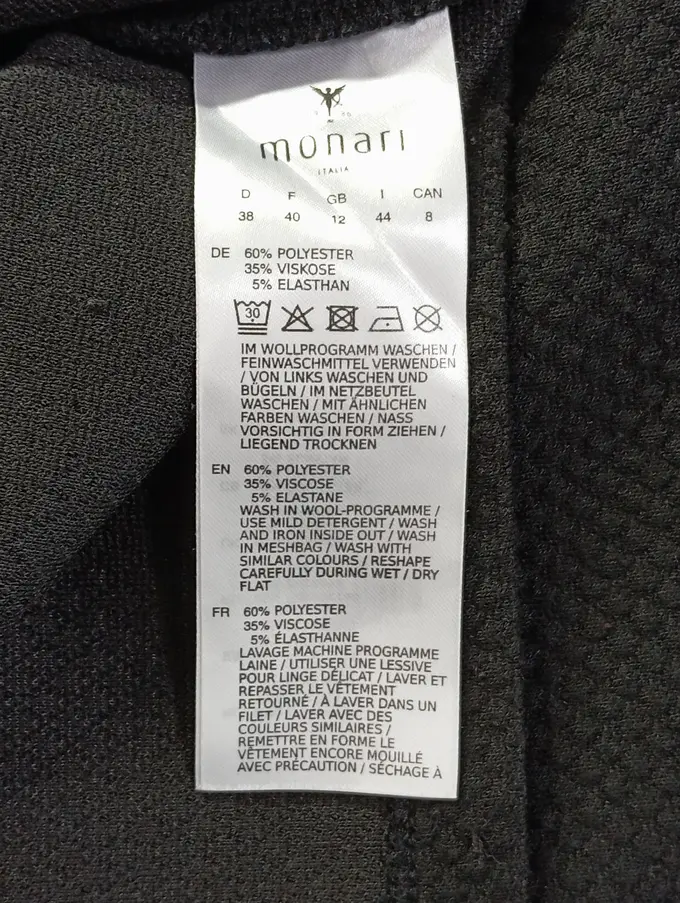 monari
ITALIA
D F GB I CAN
38 40 12 44 8
DE 60% POLYESTER
35% VISKOSE
5% ELASTHAN
30
IM WOLLPROGRAMM WASCHEN /
FEINWASCHMITTEL VERWENDEN
/ VON LINKS WASCHEN UND
BÜGELN / IM NETZBEUTEL
WASCHEN / MIT ÄHNLICHEN
FARBEN WASCHEN / NASS
VORSICHTIG IN FORM ZIEHEN /
LIEGEND TROCKNEN
EN 60% POLYESTER
35% VISCOSE
5% ELASTANE
WASH IN WOOL-PROGRAMME /
USE MILD DETERGENT / WASH
AND IRON INSIDE OUT / WASH
IN MESHBAG / WASH WITH
SIMILAR COLOURS / RESHAPE
CAREFULLY DURING WET / DRY
FLAT
FR 60% POLYESTER
35% VISCOSE
5% ÉLASTHANNE
LAVAGE MACHINE PROGRAMME
LAINE / UTILISER UNE LESSIVE
POUR LINGE DÉLICAT / LAVER ET
REPASSER LE VÊTEMENT
RETOURNÉ / À LAVER DANS UN
FILET / LAVER AVEC DES
COULEURS SIMILAIRES /
REMETTRE EN FORME LE
VÊTEMENT ENCORE MOUILLÉ
AVEC PRÉCAUTION / SÉCHAGE À